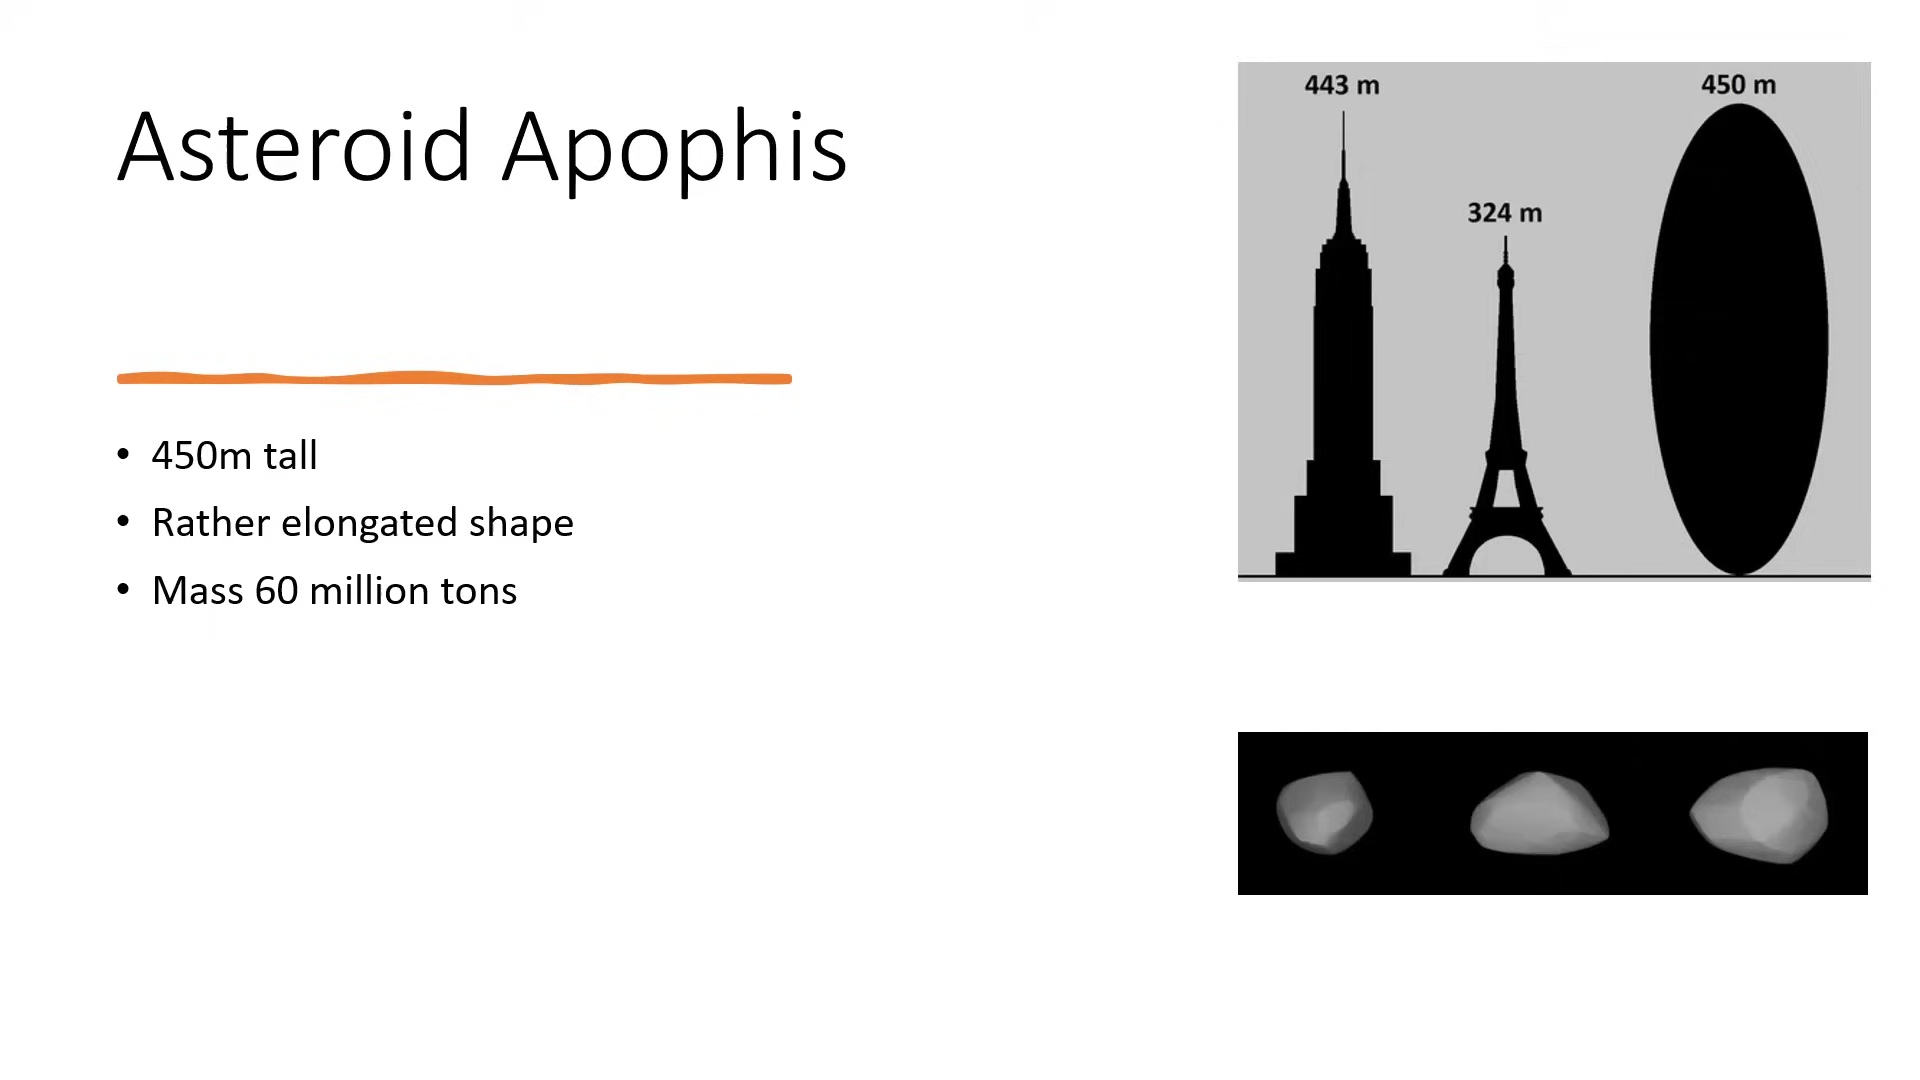 Asteroid Apophis
• 450m tall
• Rather elongated shape
• Mass 60 million tons
443 m
324 m
450 m